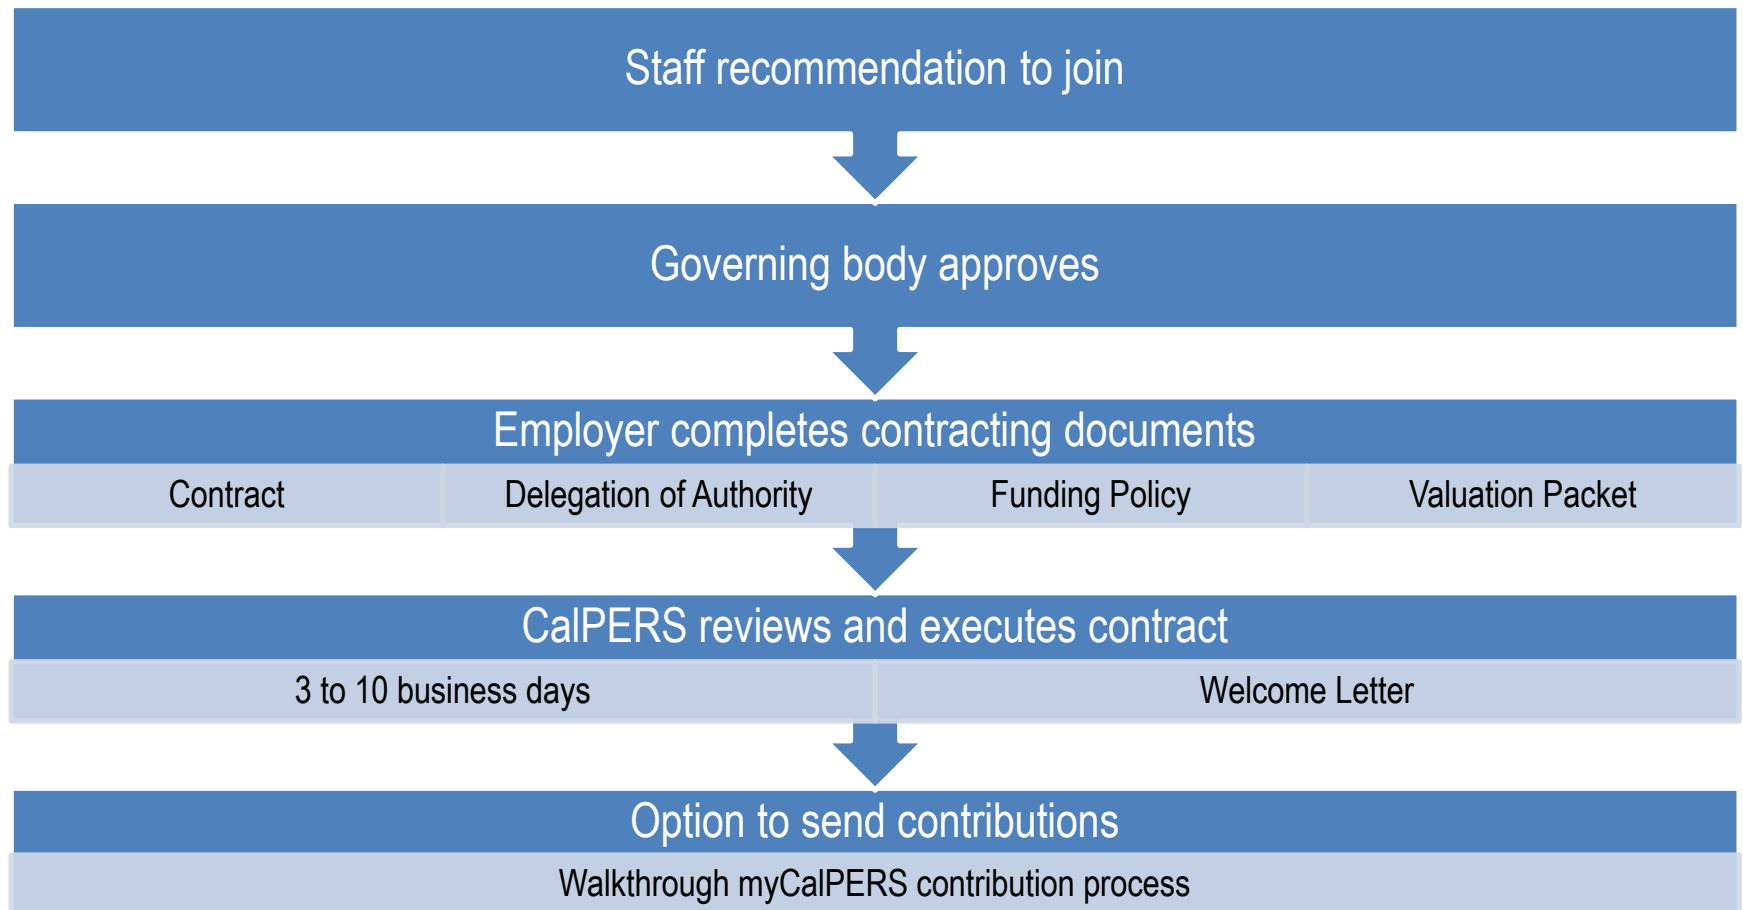 Staff recommendation to join
Governing body approves
Employer completes contracting documents
Contract
Delegation of Authority
Funding Policy
Valuation Packet
CalPERS reviews and executes contract
3 to 10 business days
Welcome Letter
Option to send contributions
Walkthrough myCalPERS contribution process